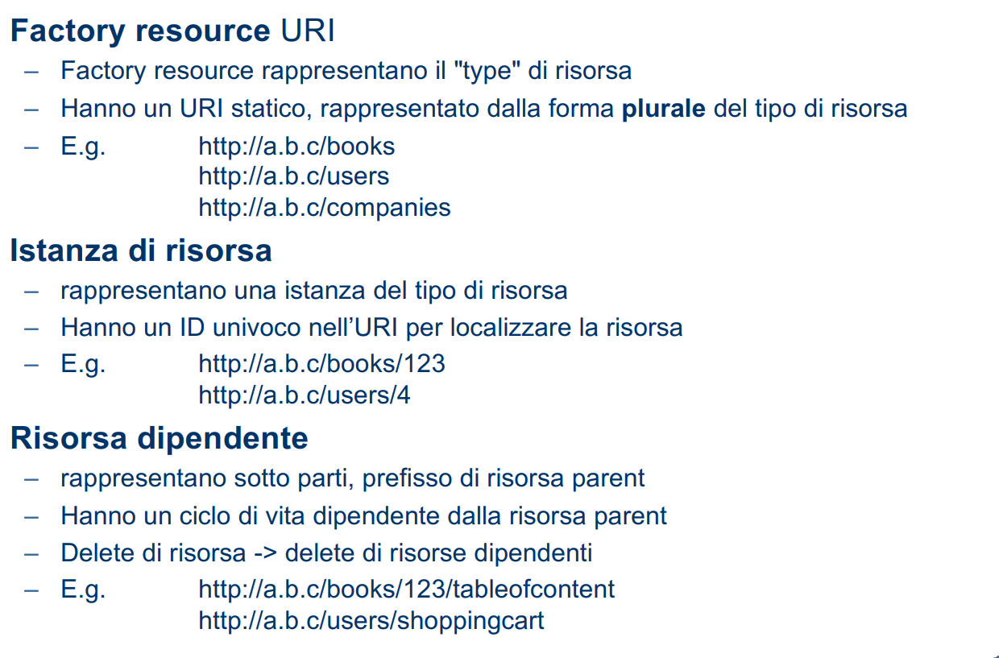 Factory resource URI
– Factory resource rappresentano il "type" di risorsa
– Hanno un URI statico, rappresentato dalla forma plurale del tipo di risorsa
– E.g. http://a.b.c/books
http://a.b.c/users
http://a.b.c/companies
Istanza di risorsa
– rappresentano una istanza del tipo di risorsa
– Hanno un ID univoco nell’URI per localizzare la risorsa
– E.g. http://a.b.c/books/123
http://a.b.c/users/4
Risorsa dipendente
– rappresentano sotto parti, prefisso di risorsa parent
– Hanno un ciclo di vita dipendente dalla risorsa parent
– Delete di risorsa -> delete di risorse dipendenti
– E.g. http://a.b.c/books/123/tableofcontent
http://a.b.c/users/shoppingcart